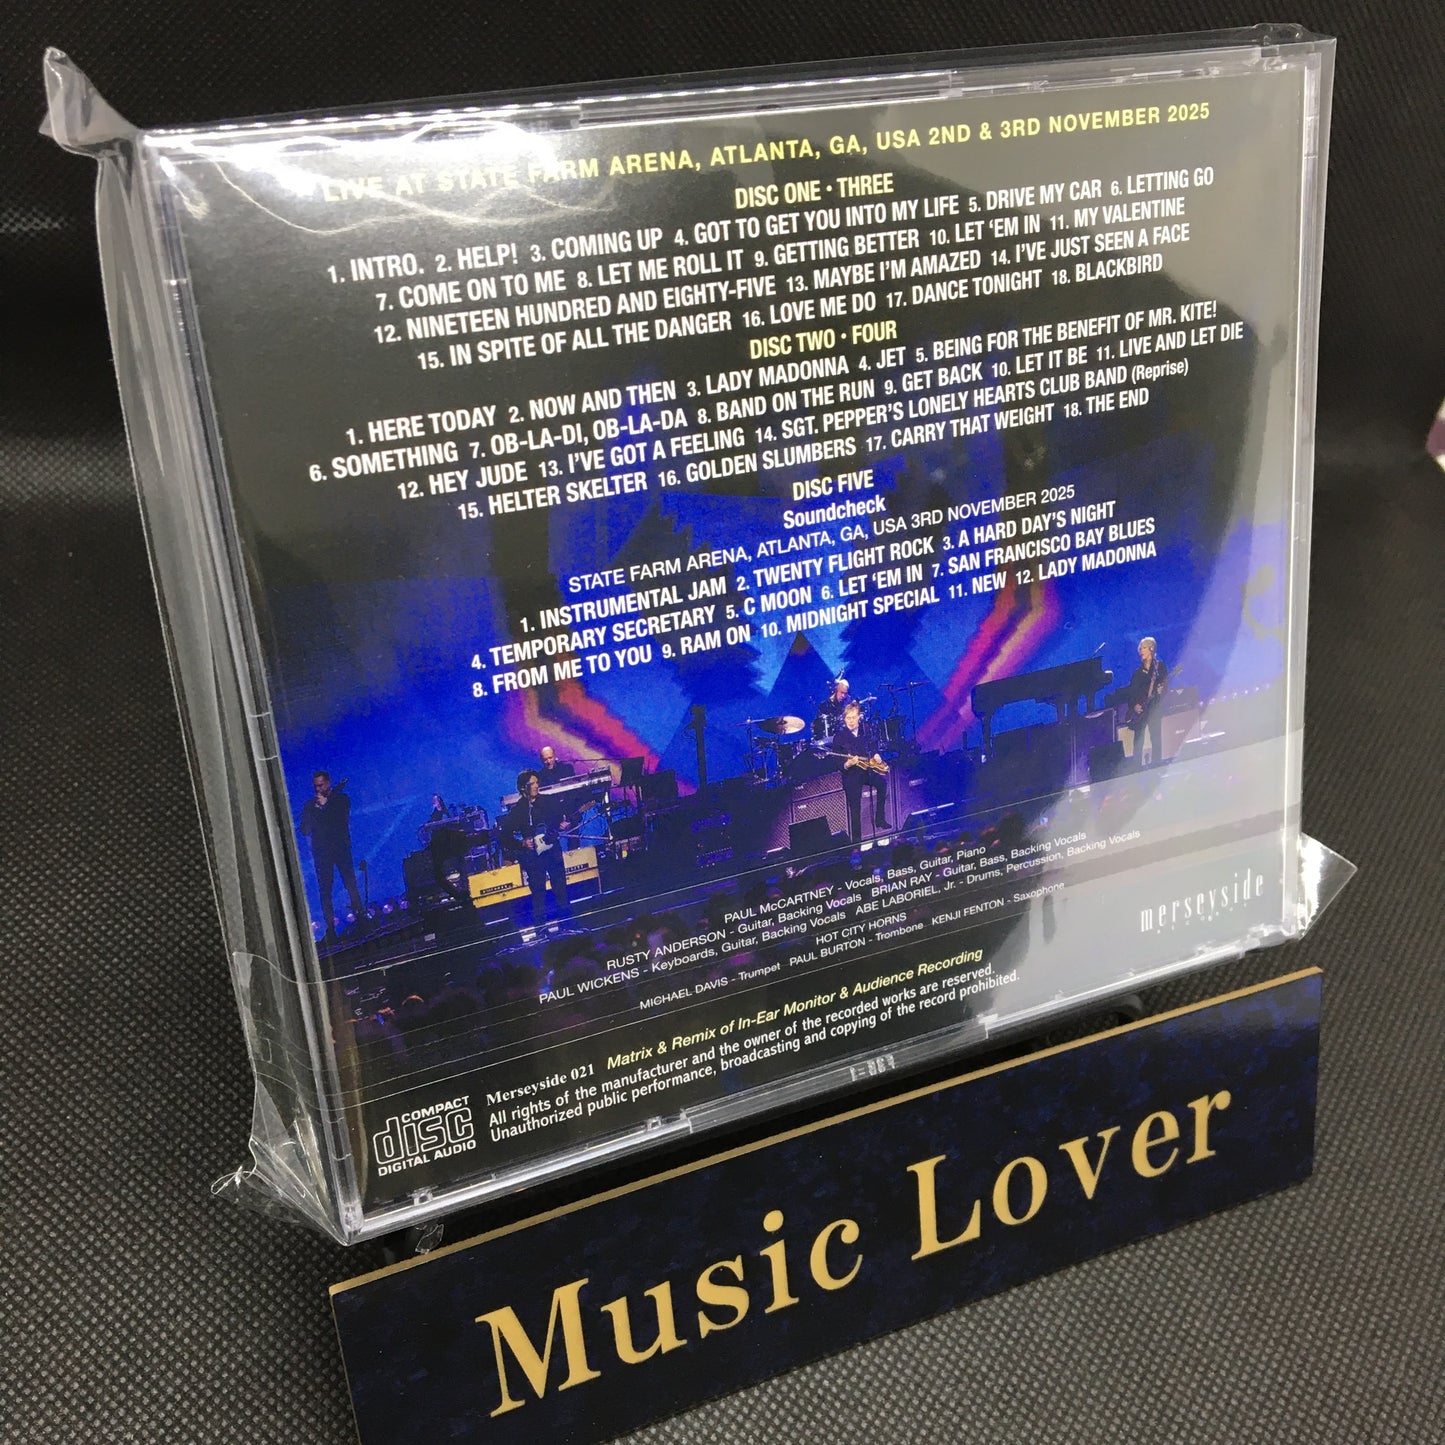 LIVE AT STATE FARM ARENA, ATLANTA, GA, USA 2ND & 3RD NOVEMBER 2025
DISC ONE • THREE
1. INTRO. 2. HELP! 3. COMING UP 4. GOT TO GET YOU INTO MY LIFE 5. DRIVE MY CAR 6. LETTING GO
7. COME ON TO ME 8. LET ME ROLL IT 9. GETTING BETTER 10. LET ‘EM IN 11. MY VALENTINE
12. NINETEEN HUNDRED AND EIGHTY-FIVE 13. MAYBE I’M AMAZED 14. I’VE JUST SEEN A FACE
15. IN SPITE OF ALL THE DANGER 16. LOVE ME DO 17. DANCE TONIGHT 18. BLACKBIRD
DISC TWO • FOUR
1. HERE TODAY 2. NOW AND THEN 3. LADY MADONNA 4. JET 5. BEING FOR THE BENEFIT OF MR. KITE!
6. SOMETHING 7. OB-LA-DI, OB-LA-DA 8. BAND ON THE RUN 9. GET BACK 10. LET IT BE 11. LIVE AND LET DIE
12. HEY JUDE 13. I’VE GOT A FEELING 14. SGT. PEPPER’S LONELY HEARTS CLUB BAND (Reprise)
15. HELTER SKELTER 16. GOLDEN SLUMBERS 17. CARRY THAT WEIGHT 18. THE END
DISC FIVE
Soundcheck
STATE FARM ARENA, ATLANTA, GA, USA 3RD NOVEMBER 2025
1. INSTRUMENTAL JAM 2. TWENTY FLIGHT ROCK 3. A HARD DAY’S NIGHT
4. TEMPORARY SECRETARY 5. C MOON 6. LET ‘EM IN 7. SAN FRANCISCO BAY BLUES
8. FROM ME TO YOU 9. RAM ON 10. MIDNIGHT SPECIAL 11. NEW 12. LADY MADONNA
PAUL McCARTNEY - Vocals, Bass, Guitar, Piano
RUSTY ANDERSON - Guitar, Backing Vocals BRIAN RAY - Guitar, Bass, Backing Vocals
PAUL WICKENS - Keyboards, Guitar, Backing Vocals ABE LABORIEL, Jr. - Drums, Percussion, Backing Vocals
HOT CITY HORNS
MICHAEL DAVIS - Trumpet PAUL BURTON - Trombone KENJI FENTON - Saxophone
merseyside
Matrix & Remix of In-Ear Monitor & Audience Recording
Merseyside 021
All rights of the manufacturer and the owner of the recorded works are reserved.
Unauthorized public performance, broadcasting and copying of the record prohibited.
COMPACT
disc
DIGITAL AUDIO
Music Lover